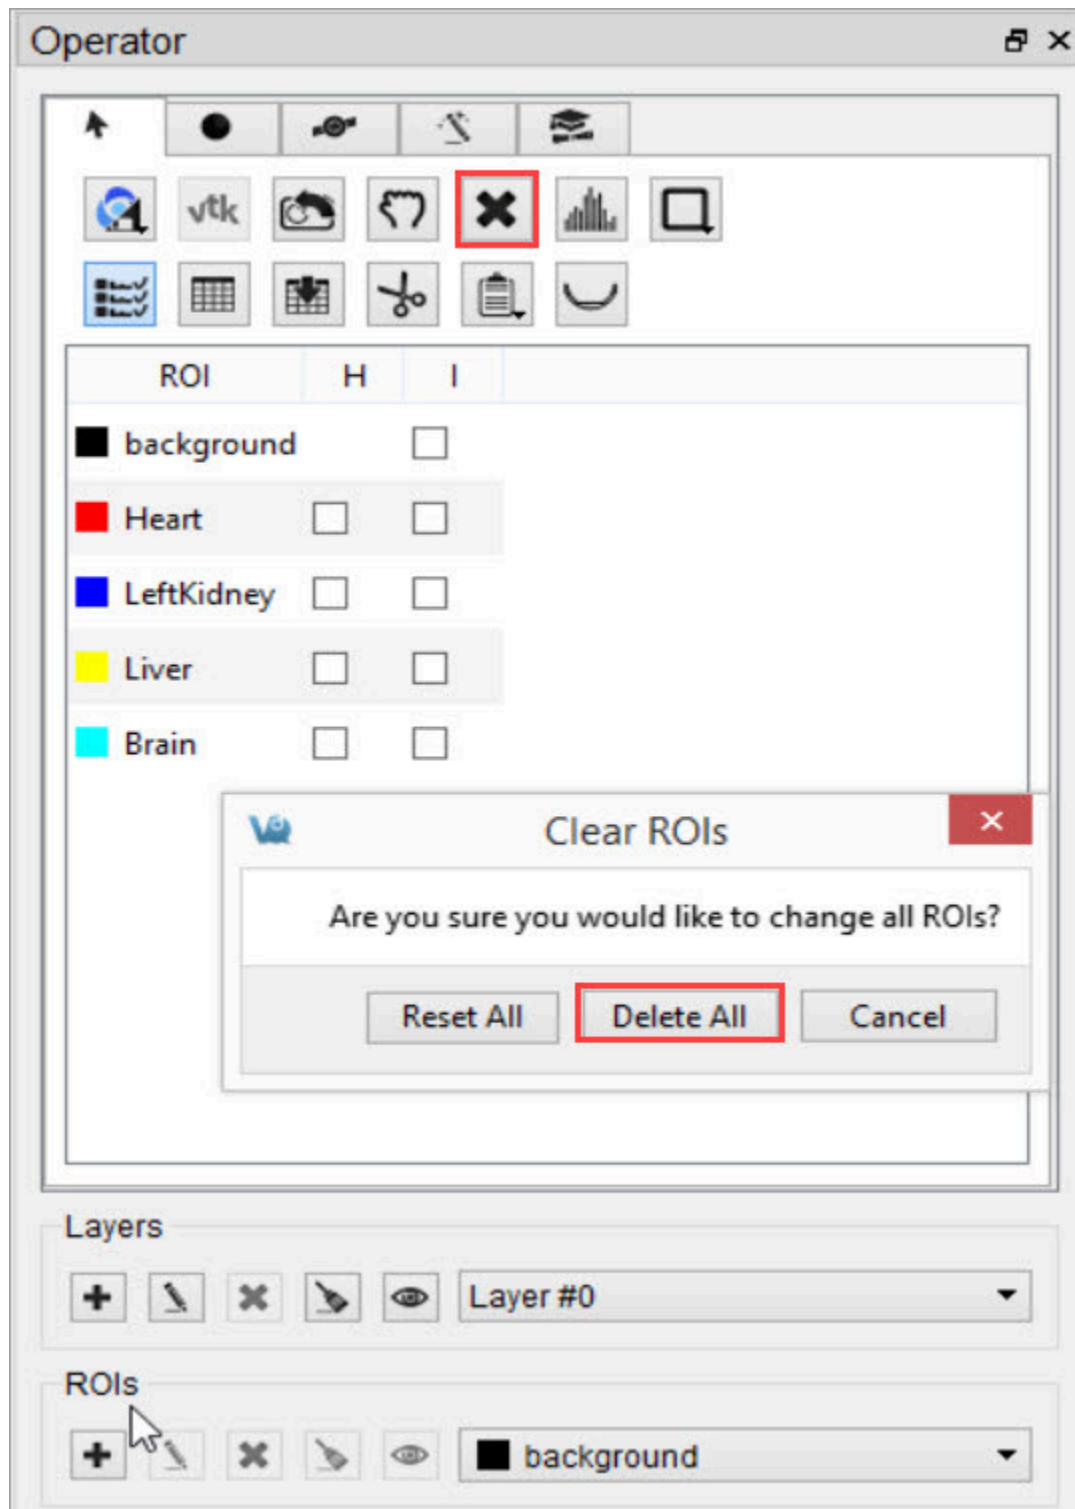 Operator
vtk
ROI H I
background
Heart
LeftKidney
Liver
Brain
Clear ROIs
Are you sure you would like to change all ROIs?
Reset All Delete All Cancel
Layers
Layer #0
ROIs
background